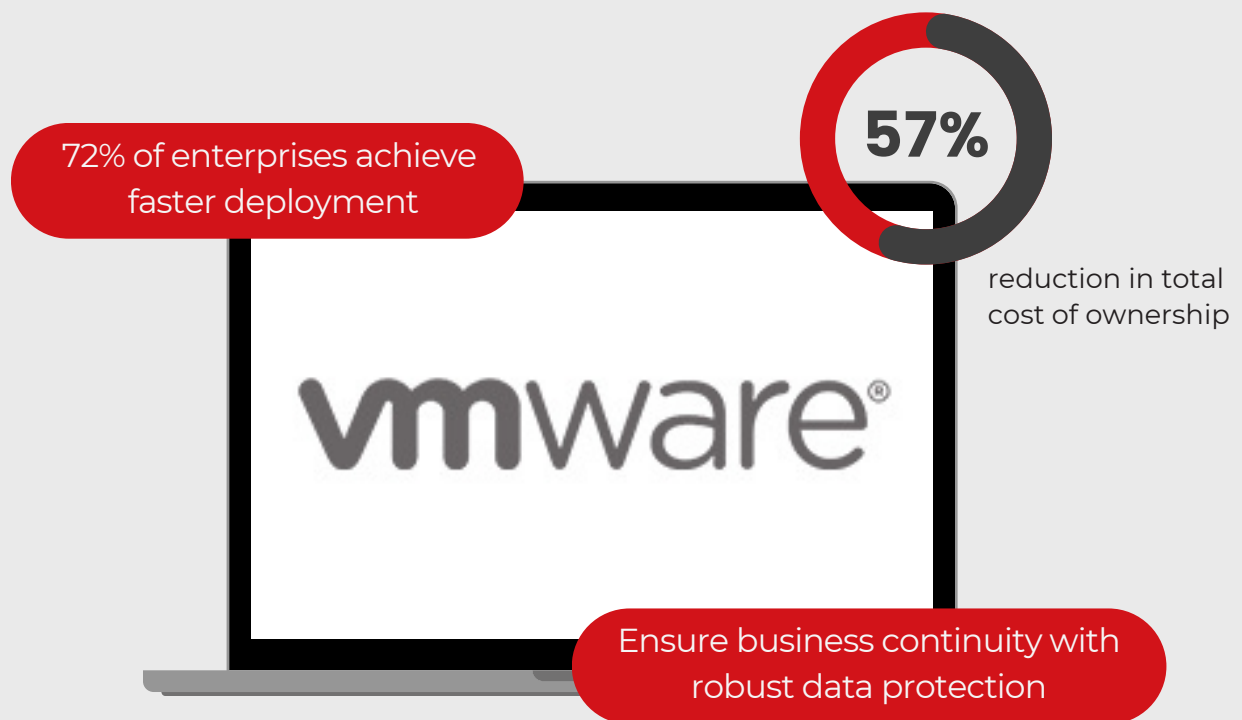 57%
72% of enterprises achieve
faster deployment
reduction in total
cost of ownership
vmware®
Ensure business continuity with
robust data protection